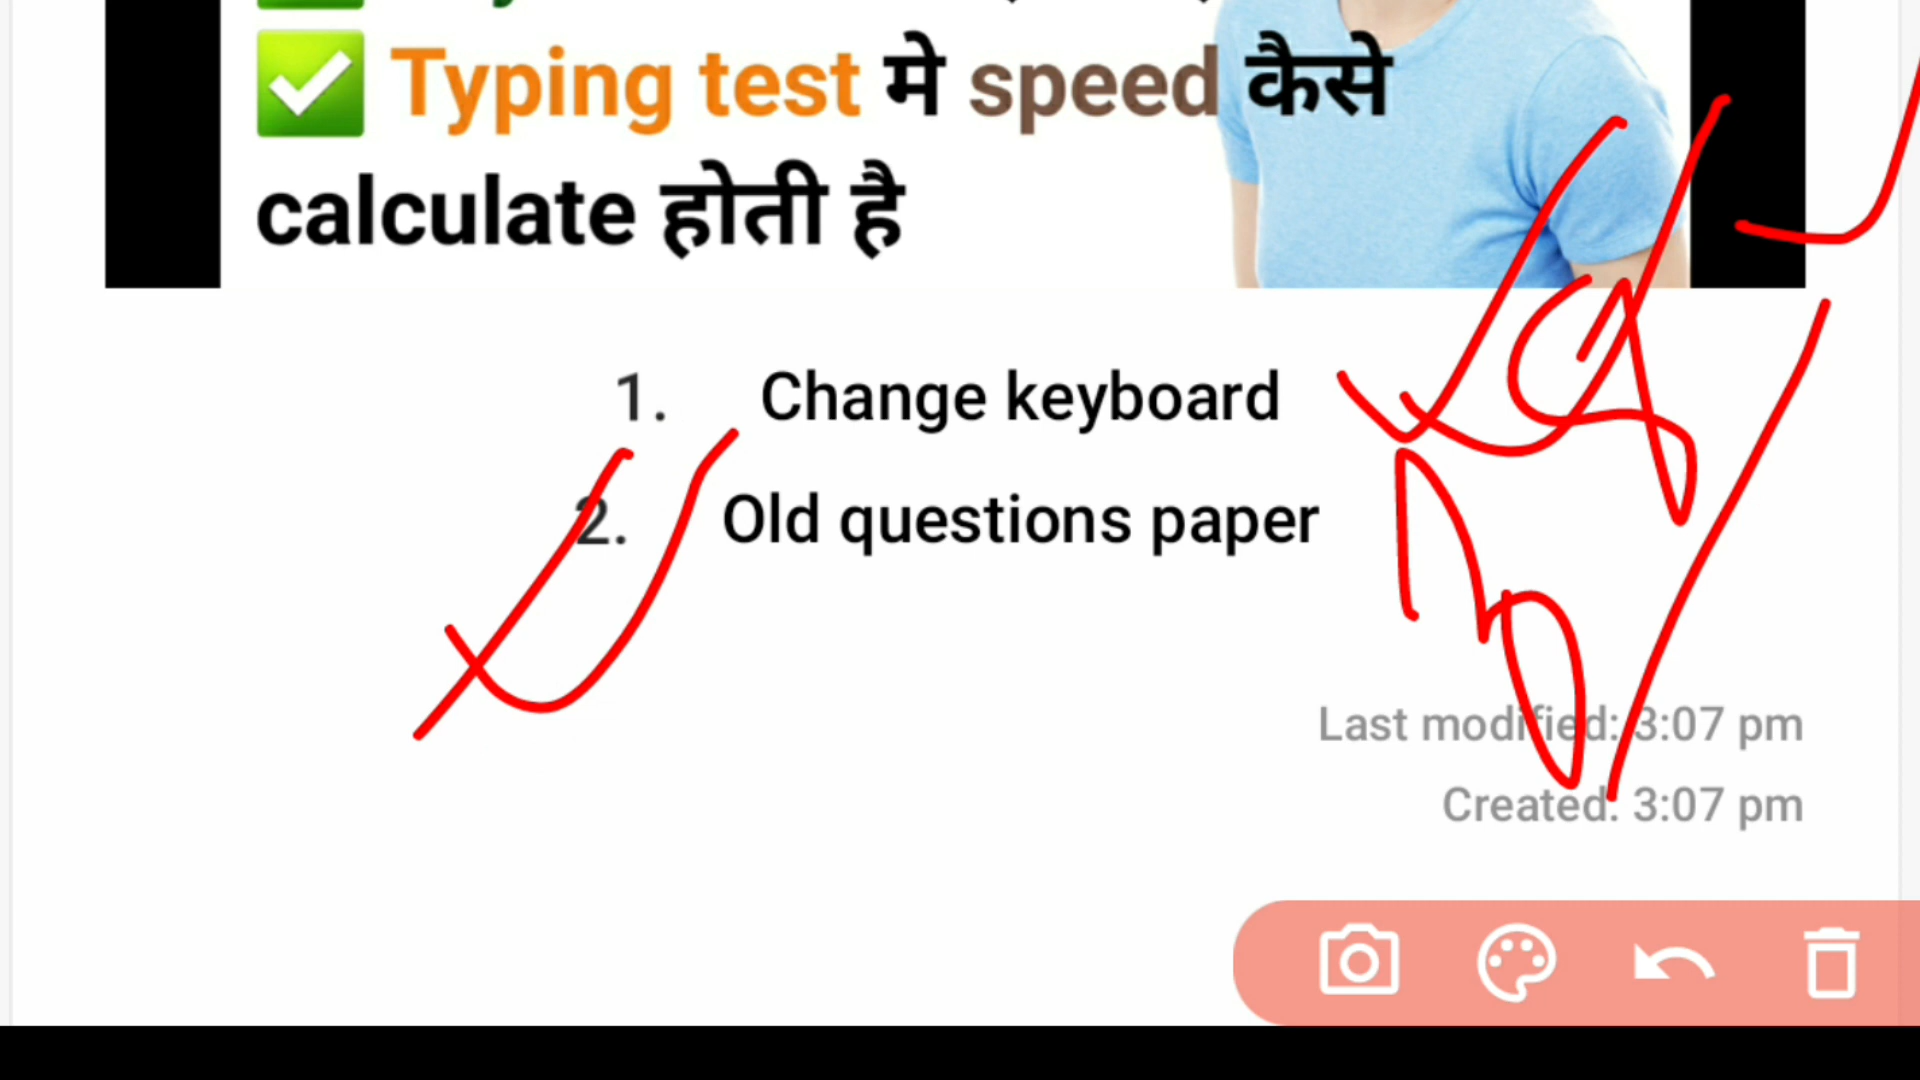 ✅ Typing test मे speed कैसे
calculate होती है
1. Change keyboard
2. Old questions paper
Last modified: 3:07 pm
Created: 3:07 pm